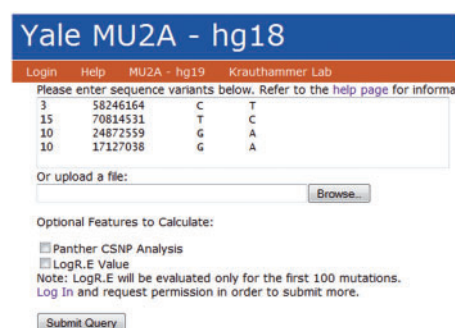 Yale MU2A - hg18
Login Help MU2A - hg19 Krauthammer Lab
Please enter sequence variants below. Refer to the help page for informa
3 58246164 C T
15 70814531 T C
10 24872559 G A
10 17127038 G A
Or upload a file:
Browse..
Optional Features to Calculate:
Panther CSNP Analysis
LogR.E Value
Note: LogR.E will be evaluated only for the first 100 mutations.
Log In and request permission in order to submit more.
Submit Query